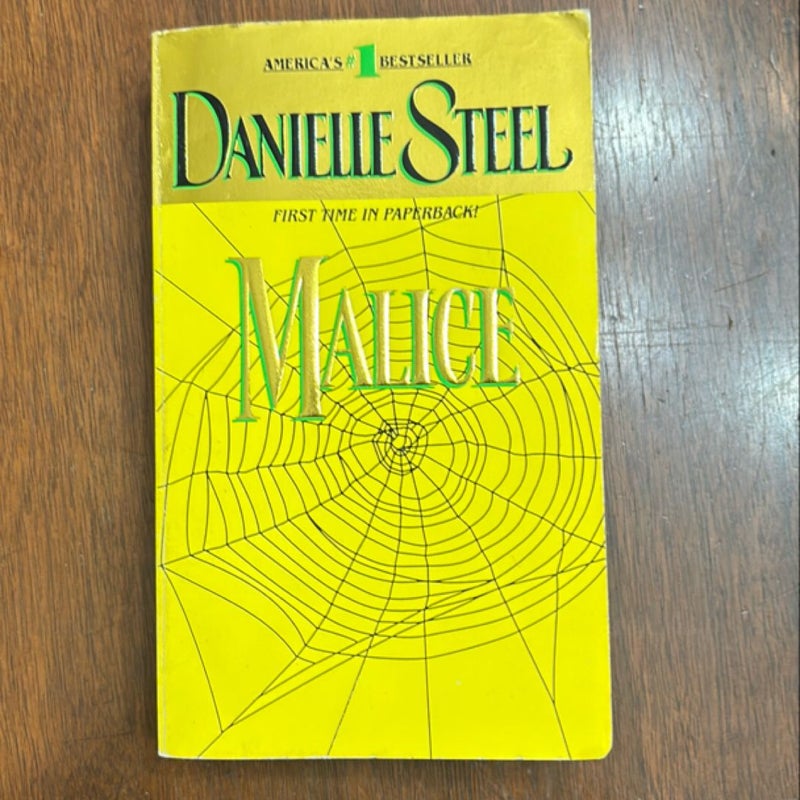 AMERICA'S #1 BESTSELLER
DANIELLE STEEL
FIRST TIME IN PAPERBACK!
MALICE